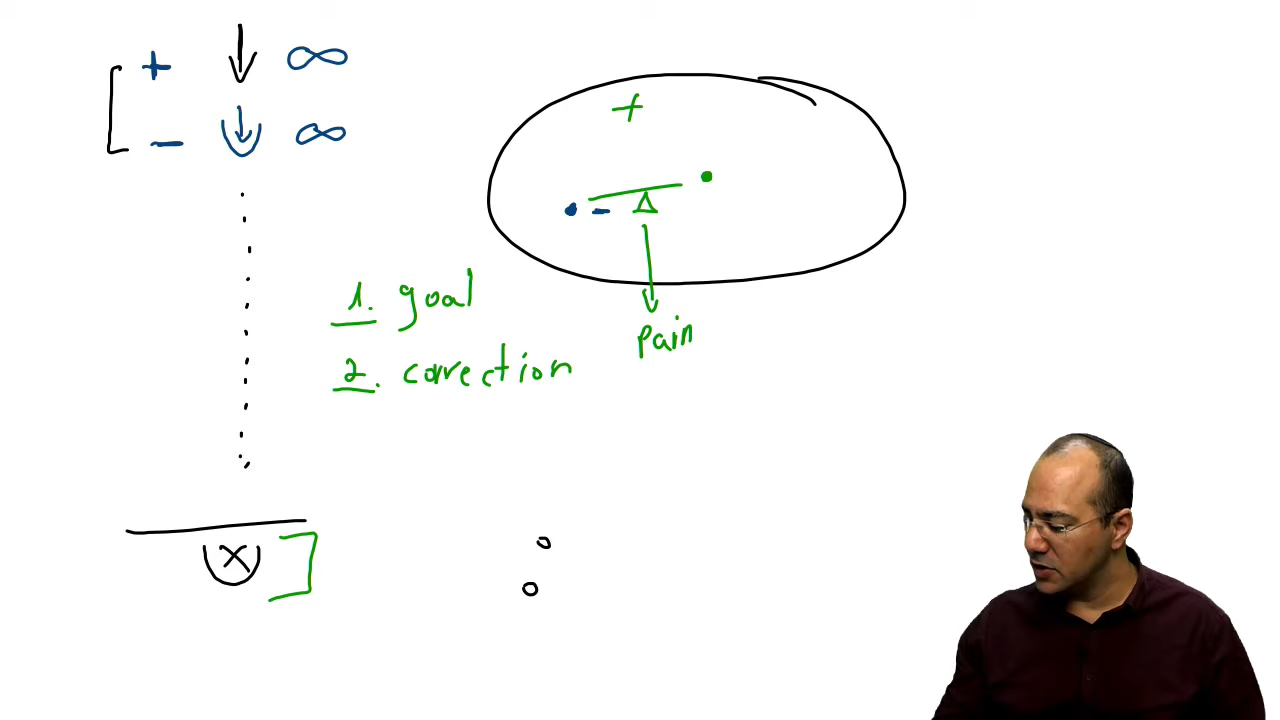 + ∞
- ∞
+
-
1. goal
2. correction
pain
X